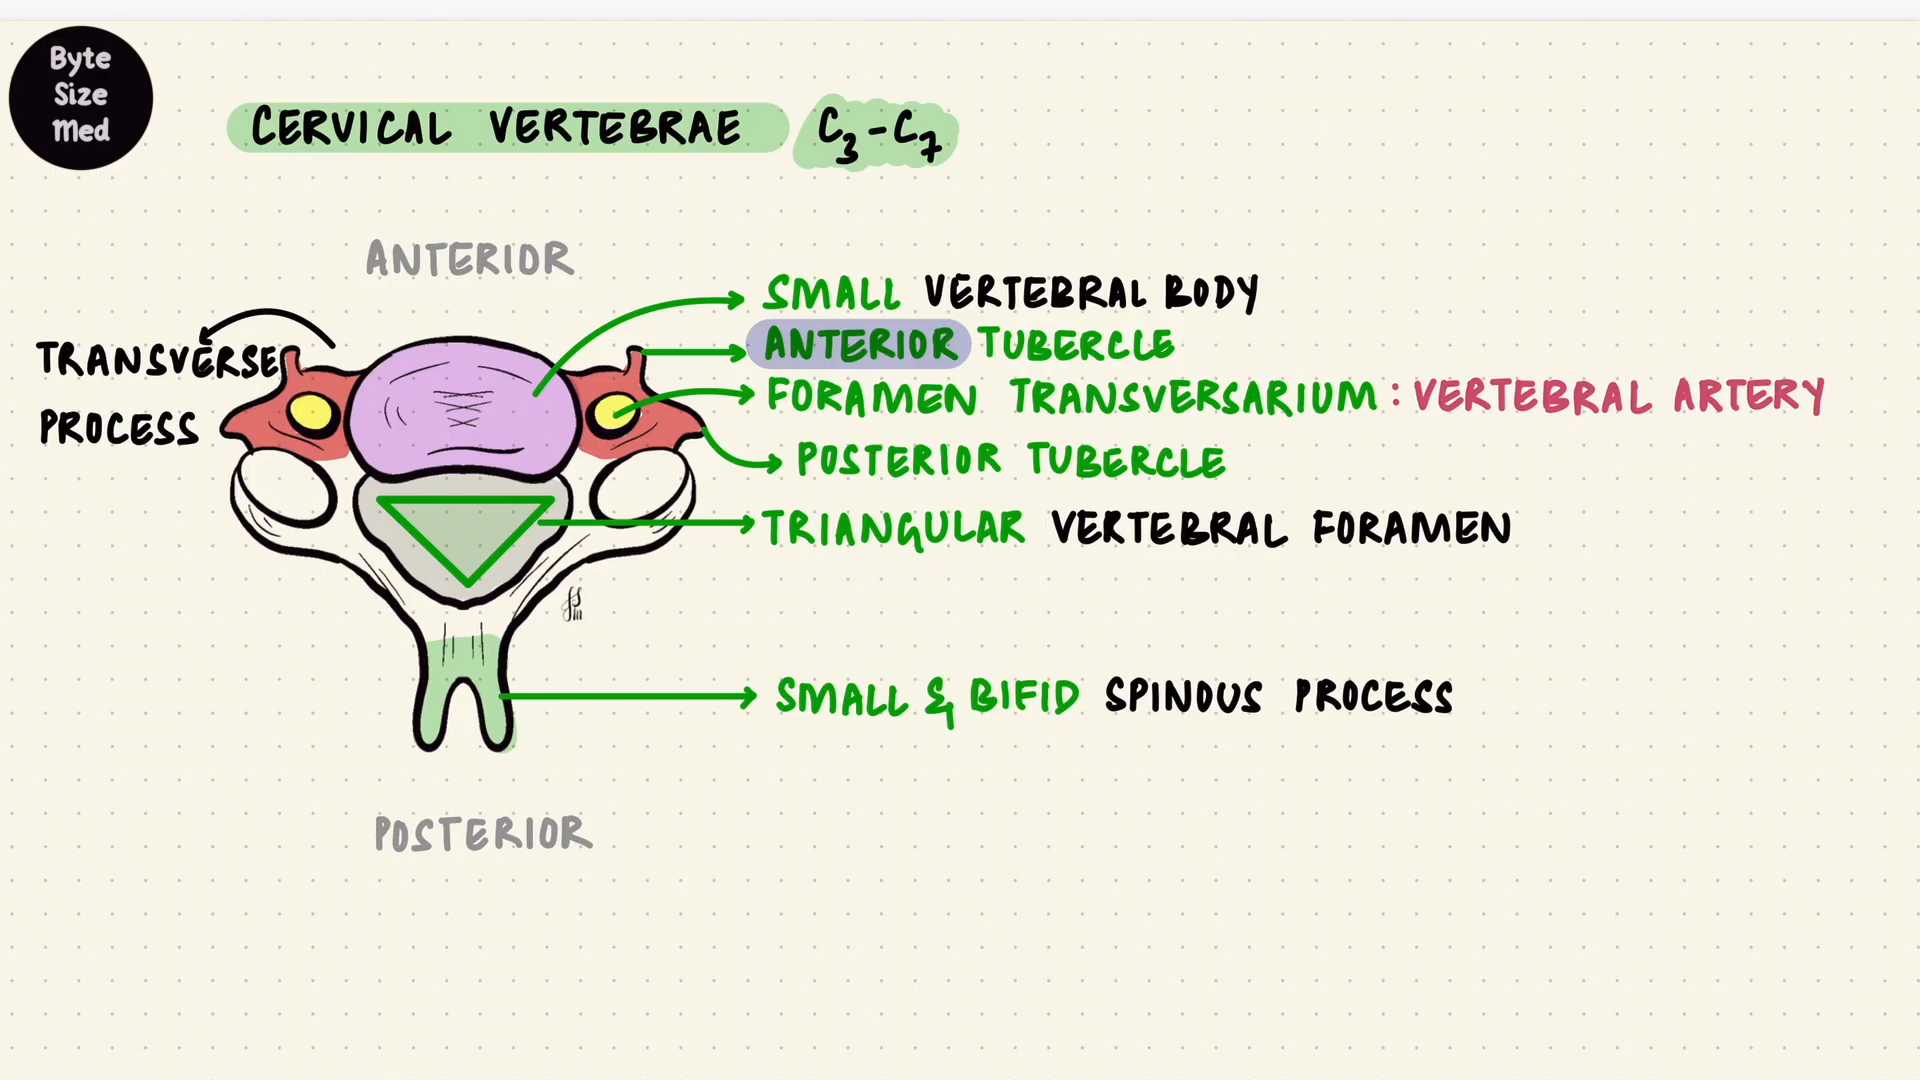 Byte
Size
Med
CERVICAL VERTEBRAE C3-C7
ANTERIOR
TRANSVERSE
PROCESS
SMALL VERTEBRAL BODY
ANTERIOR TUBERCLE
FORAMEN TRANSVERSARIUM : VERTEBRAL ARTERY
POSTERIOR TUBERCLE
TRIANGULAR VERTEBRAL FORAMEN
SMALL & BIFID SPINOUS PROCESS
POSTERIOR